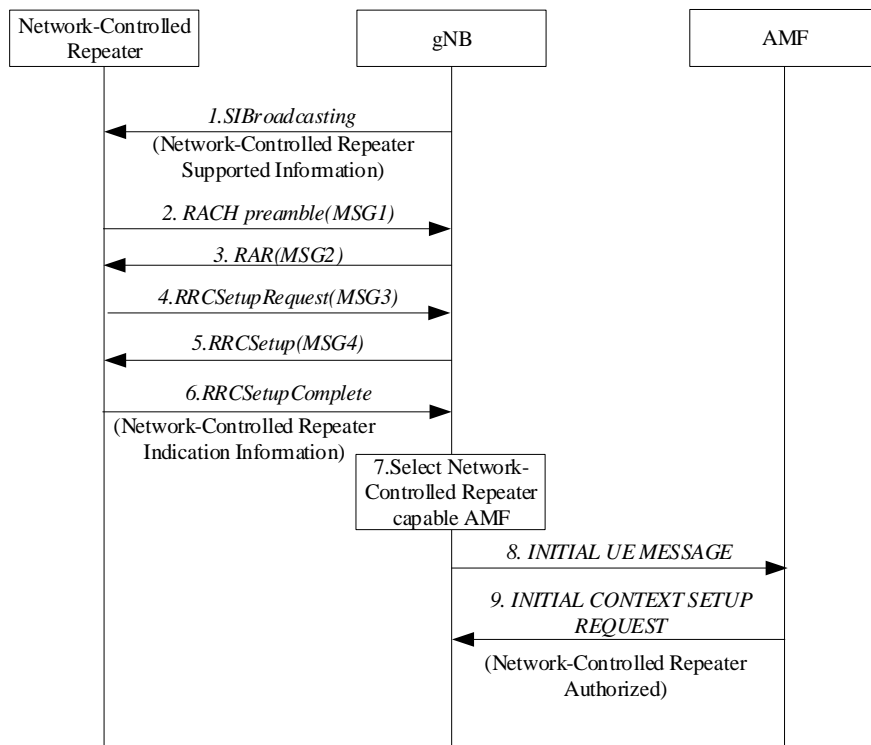 Network-Controlled
Repeater
gNB
AMF
1.SIBroadcasting
(Network-Controlled Repeater
Supported Information)
2. RACH preamble(MSG1)
3. RAR(MSG2)
4.RRCSetupRequest(MSG3)
5.RRCSetup(MSG4)
6.RRCSetupComplete
(Network-Controlled Repeater
Indication Information)
7.Select Network-
Controlled Repeater
capable AMF
8. INITIAL UE MESSAGE
9. INITIAL CONTEXT SETUP
REQUEST
(Network-Controlled Repeater
Authorized)